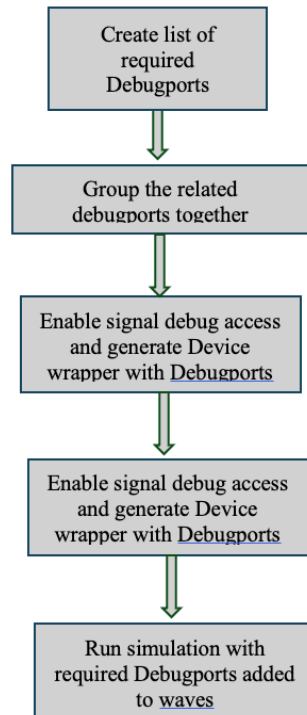 Create list of
required
Debugports
Group the related
debugports together
Enable signal debug access
and generate Device
wrapper with Debugports
Enable signal debug access
and generate Device
wrapper with Debugports
Run simulation with
required Debugports added
to waves